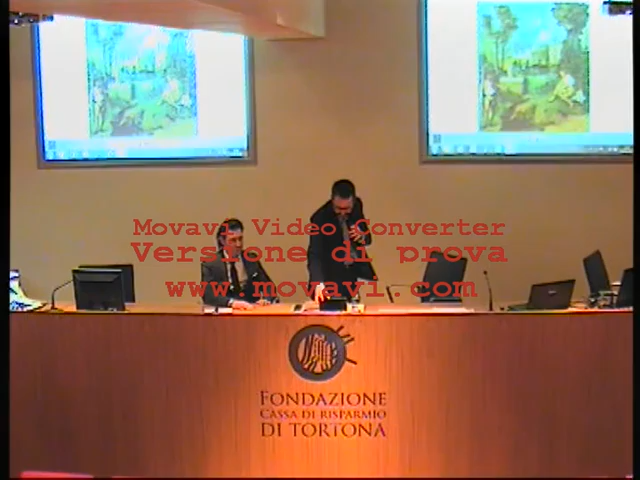 Movavi Video Converter
Versione di prova
www.movavi.com
FONDAZIONE
CASSA DI RISPARMIO
DI TORTONA